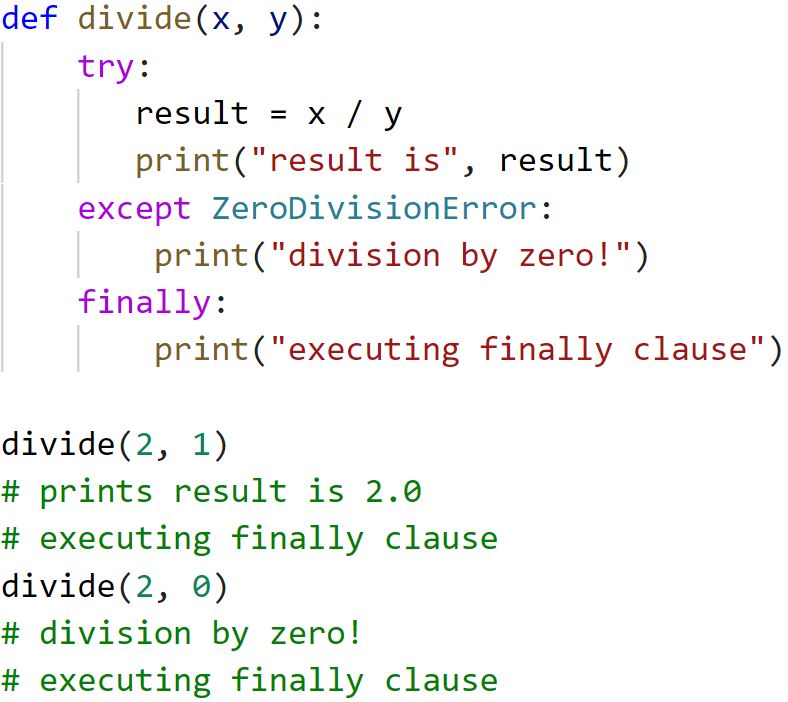 def divide(x, y):
    try:
       result = x / y
       print("result is", result)
    except ZeroDivisionError:
        print("division by zero!")
    finally:
        print("executing finally clause")

divide(2, 1)
# prints result is 2.0
# executing finally clause
divide(2, 0)
# division by zero!
# executing finally clause